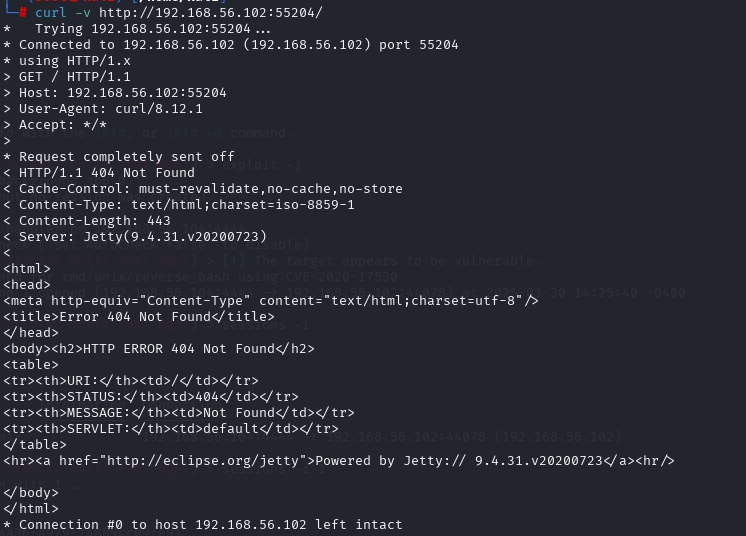 # curl -v http://192.168.56.102:55204/
*   Trying 192.168.56.102:55204...
* Connected to 192.168.56.102 (192.168.56.102) port 55204
* using HTTP/1.x
> GET / HTTP/1.1
> Host: 192.168.56.102:55204
> User-Agent: curl/8.12.1
> Accept: */*
>
* Request completely sent off
< HTTP/1.1 404 Not Found
< Cache-Control: must-revalidate,no-cache,no-store
< Content-Type: text/html;charset=iso-8859-1
< Content-Length: 443
< Server: Jetty(9.4.31.v20200723)
<
<html>
<head>
<meta http-equiv="Content-Type" content="text/html;charset=utf-8"/>
<title>Error 404 Not Found</title>
</head>
<body><h2>HTTP ERROR 404 Not Found</h2>
<table>
<tr><th>URI:</th><td>/</td></tr>
<tr><th>STATUS:</th><td>404</td></tr>
<tr><th>MESSAGE:</th><td>Not Found</td></tr>
<tr><th>SERVLET:</th><td>default</td></tr>
</table>
<hr><a href="http://eclipse.org/jetty">Powered by Jetty:// 9.4.31.v20200723</a><hr/>

</body>
</html>
* Connection #0 to host 192.168.56.102 left intact